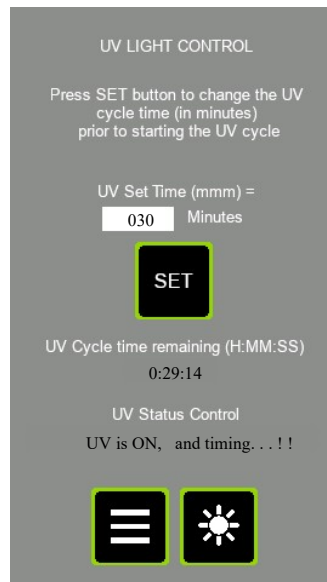 UV LIGHT CONTROL
Press SET button to change the UV
cycle time (in minutes)
prior to starting the UV cycle
UV Set Time (mmm) =
030 Minutes
SET
UV Cycle time remaining (H:MM:SS)
0:29:14
UV Status Control
UV is ON, and timing. . . ! !